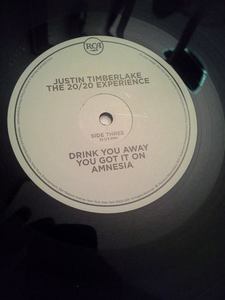 RCA
JUSTIN TIMBERLAKE
THE 20/20 EXPERIENCE
SIDE THREE
DRINK YOU AWAY
YOU GOT IT ON
AMNESIA